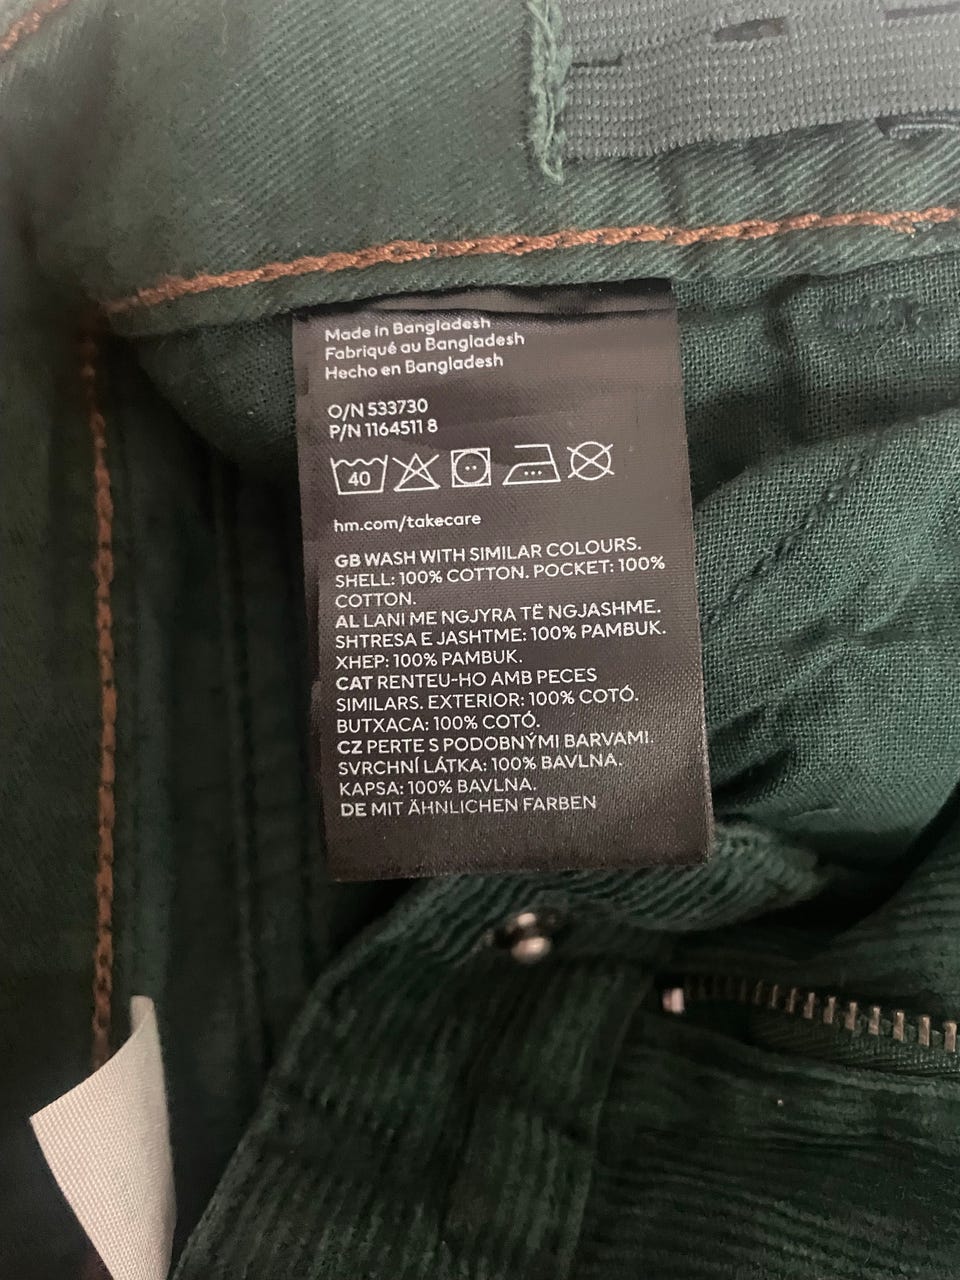 Made in Bangladesh
Fabriqué au Bangladesh
Hecho en Bangladesh
O/N 533730
P/N 1164511 8
40
hm.com/takecare
GB WASH WITH SIMILAR COLOURS.
SHELL: 100% COTTON. POCKET: 100%
COTTON.
AL LANI ME NGJYRA TË NGJASHME.
SHTRESA E JASHTME: 100% PAMBUK.
XHEP: 100% PAMBUK.
CAT RENTEU-HO AMB PECES
SIMILARS. EXTERIOR: 100% COTÓ.
BUTXACA: 100% COTÓ.
CZ PERTE S PODOBNÝMI BARVAMI.
SVRCHNÍ LÁTKA: 100% BAVLNA.
KAPSA: 100% BAVLNA.
DE MIT ÄHNLICHEN FARBEN